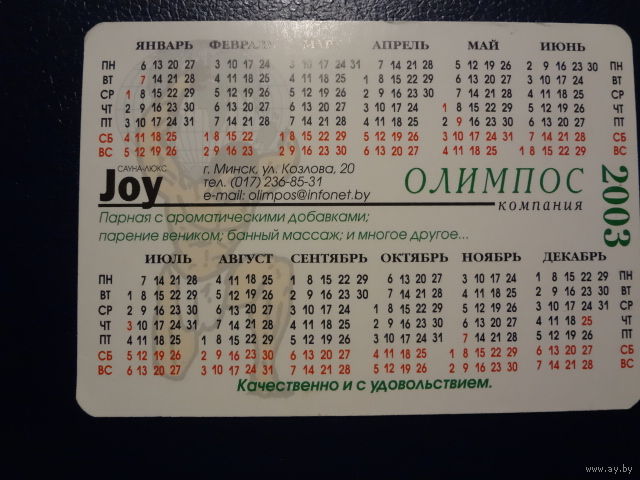 ЯНВАРЬ ФЕВРАЛЬ МАР АПРЕЛЬ МАЙ ИЮНЬ
ПН 6 13 20 27 3 10 17 24 3 10 17 24 31 7 14 21 28 5 12 19 26 2 9 16 23 30
ВТ 7 14 21 28 4 11 18 25 4 11 18 25 1 8 15 22 29 6 13 20 27 3 10 17 24
СР 1 8 15 22 29 5 12 19 26 5 12 19 26 2 9 16 23 30 7 14 21 28 4 11 18 25
ЧТ 2 9 16 23 30 6 13 20 27 6 13 20 27 3 10 17 24 1 8 15 22 29 5 12 19 26
ПТ 3 10 17 24 31 7 14 21 28 7 14 21 28 4 11 18 25 2 9 16 23 30 6 13 20 27
СБ 4 11 18 25 1 8 15 22 1 8 15 22 29 5 12 19 26 3 10 17 24 31 7 14 21 28
ВС 5 12 19 26 2 9 16 23 2 9 16 23 30 6 13 20 27 4 11 18 25 1 8 15 22 29
САУНА-ЛЮКС
Joy
г. Минск, ул. Козлова, 20
тел. (017) 236-85-31
e-mail: olimpos@infonet.by
ОЛИМПОС
компания
2003
Парная с ароматическими добавками;
парение веником; банный массаж; и многое другое...
ИЮЛЬ АВГУСТ СЕНТЯБРЬ ОКТЯБРЬ НОЯБРЬ ДЕКАБРЬ
ПН 7 14 21 28 4 11 18 25 1 8 15 22 29 6 13 20 27 3 10 17 24 1 8 15 22 29
ВТ 1 8 15 22 29 5 12 19 26 2 9 16 23 30 7 14 21 28 4 11 18 25 2 9 16 23 30
СР 2 9 16 23 30 6 13 20 27 3 10 17 24 1 8 15 22 29 5 12 19 26 3 10 17 24 31
ЧТ 3 10 17 24 31 7 14 21 28 4 11 18 25 2 9 16 23 30 6 13 20 27 4 11 18 25
ПТ 4 11 18 25 1 8 15 22 29 5 12 19 26 3 10 17 24 31 7 14 21 28 5 12 19 26
СБ 5 12 19 26 2 9 16 23 30 6 13 20 27 4 11 18 25 1 8 15 22 29 6 13 20 27
ВС 6 13 20 27 3 10 17 24 31 7 14 21 28 5 12 19 26 2 9 16 23 30 7 14 21 28
Качественно и с удовольствием.
www.ay.by